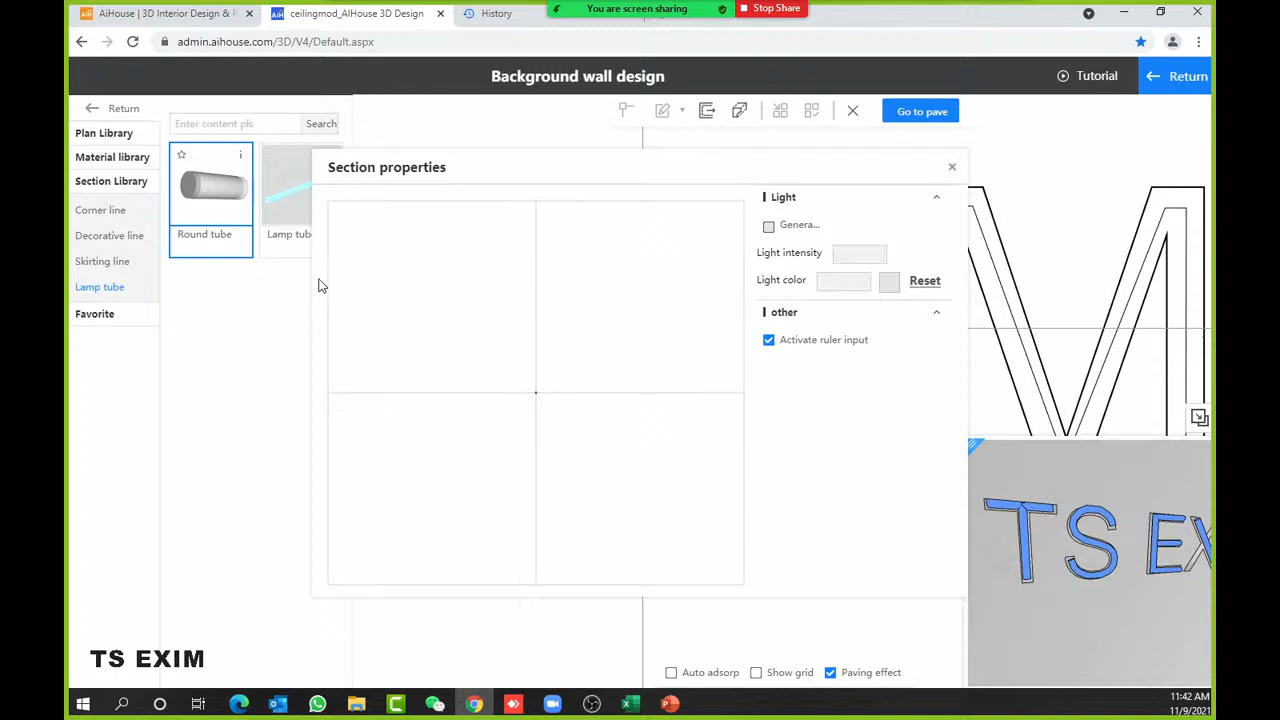 You are screen sharing
Stop Share
AiHouse | 3D Interior Design & R
ceilingmod_AIHouse 3D Design
History
admin.aihouse.com/3D/V4/Default.aspx
Background wall design
Tutorial
Return
Return
Plan Library
Material library
Section Library
Corner line
Decorative line
Skirting line
Lamp tube
Favorite
Enter content pls
Search
Round tube
Lamp tube
Go to pave
Section properties
Light
Genera...
Light intensity
Light color
Reset
other
Activate ruler input
TS EX
TS EXIM
Auto adsorp
Show grid
Paving effect
11:42 AM
11/9/2021